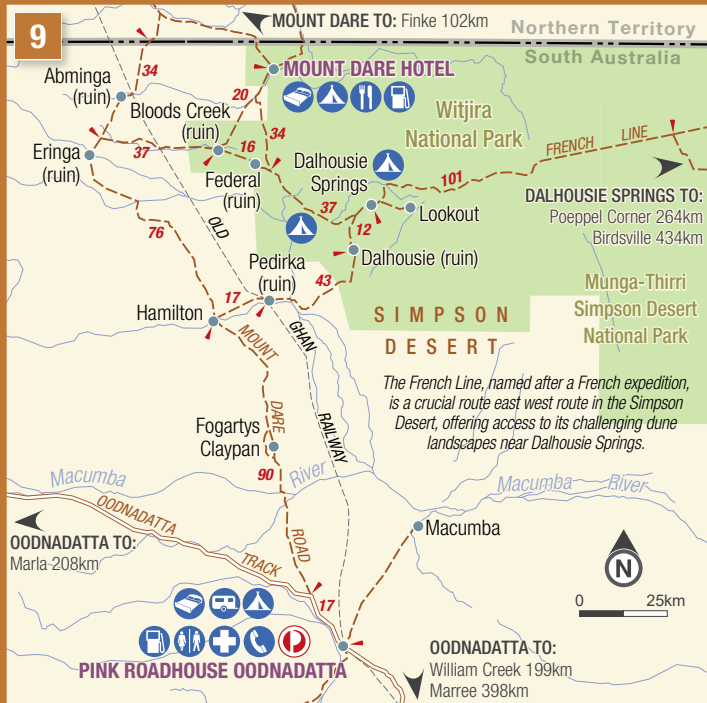 9
MOUNT DARE TO: Finke 102km
Northern Territory
South Australia
34
Abminga
(ruin)
MOUNT DARE HOTEL
20
Bloods Creek
(ruin)
Witjira
National Park
34
Eringa
(ruin)
37
16
Federal
(ruin)
Dalhousie
Springs
FRENCH LINE
101
DALHOUSIE SPRINGS TO:
Poeppel Corner 264km
Birdsville 434km
37
Lookout
76
OLD
12
Dalhousie (ruin)
Pedirka
(ruin)
43
17
Hamilton
Munga-Thirri
Simpson Desert
National Park
SIMPSON
DESERT
MOUNT
GHAN
The French Line, named after a French expedition,
is a crucial route east west route in the Simpson
Desert, offering access to its challenging dune
landscapes near Dalhousie Springs.
DARE
RAILWAY
Fogartys
Claypan
90
Macumba
River
Macumba River
OODNADATTA
ROAD
Macumba
OODNADATTA TO:
Marla 208km
TRACK
N
17
0 25km
P
PINK ROADHOUSE OODNADATTA
OODNADATTA TO:
William Creek 199km
Marree 398km